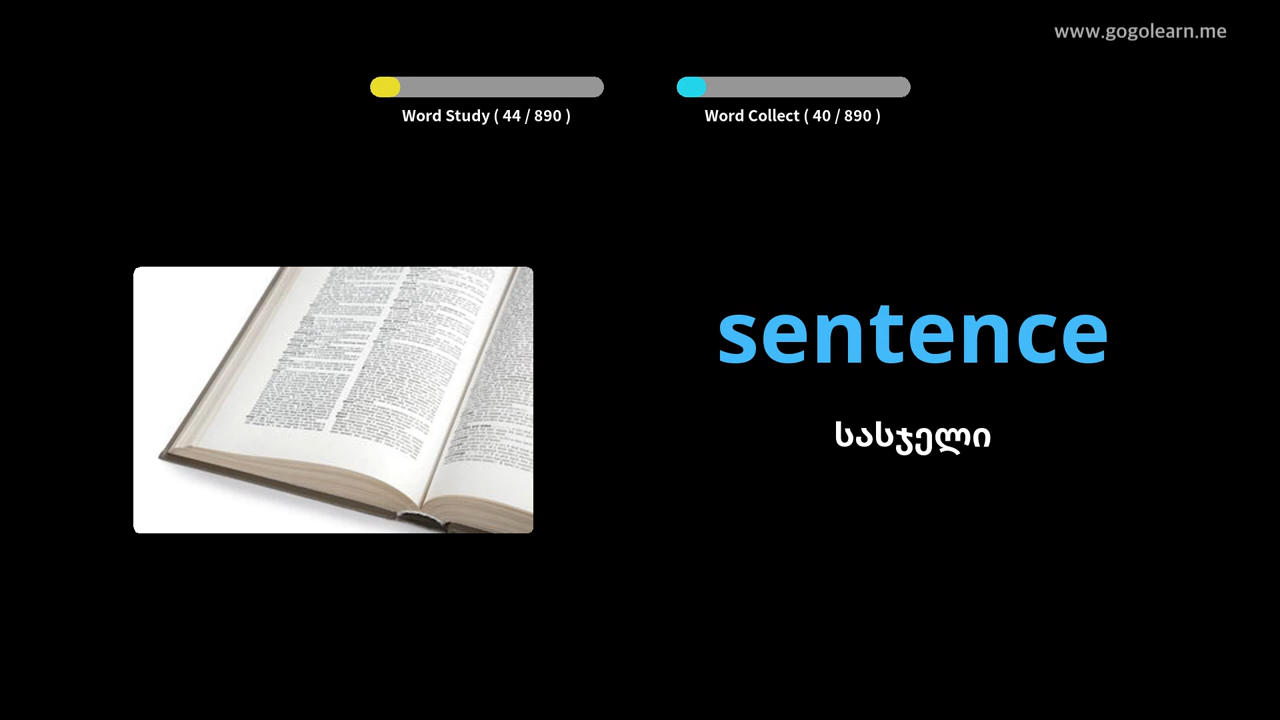 www.gogolearn.me
Word Study ( 44 / 890 )
Word Collect ( 40 / 890 )
sentence
სასჯელი